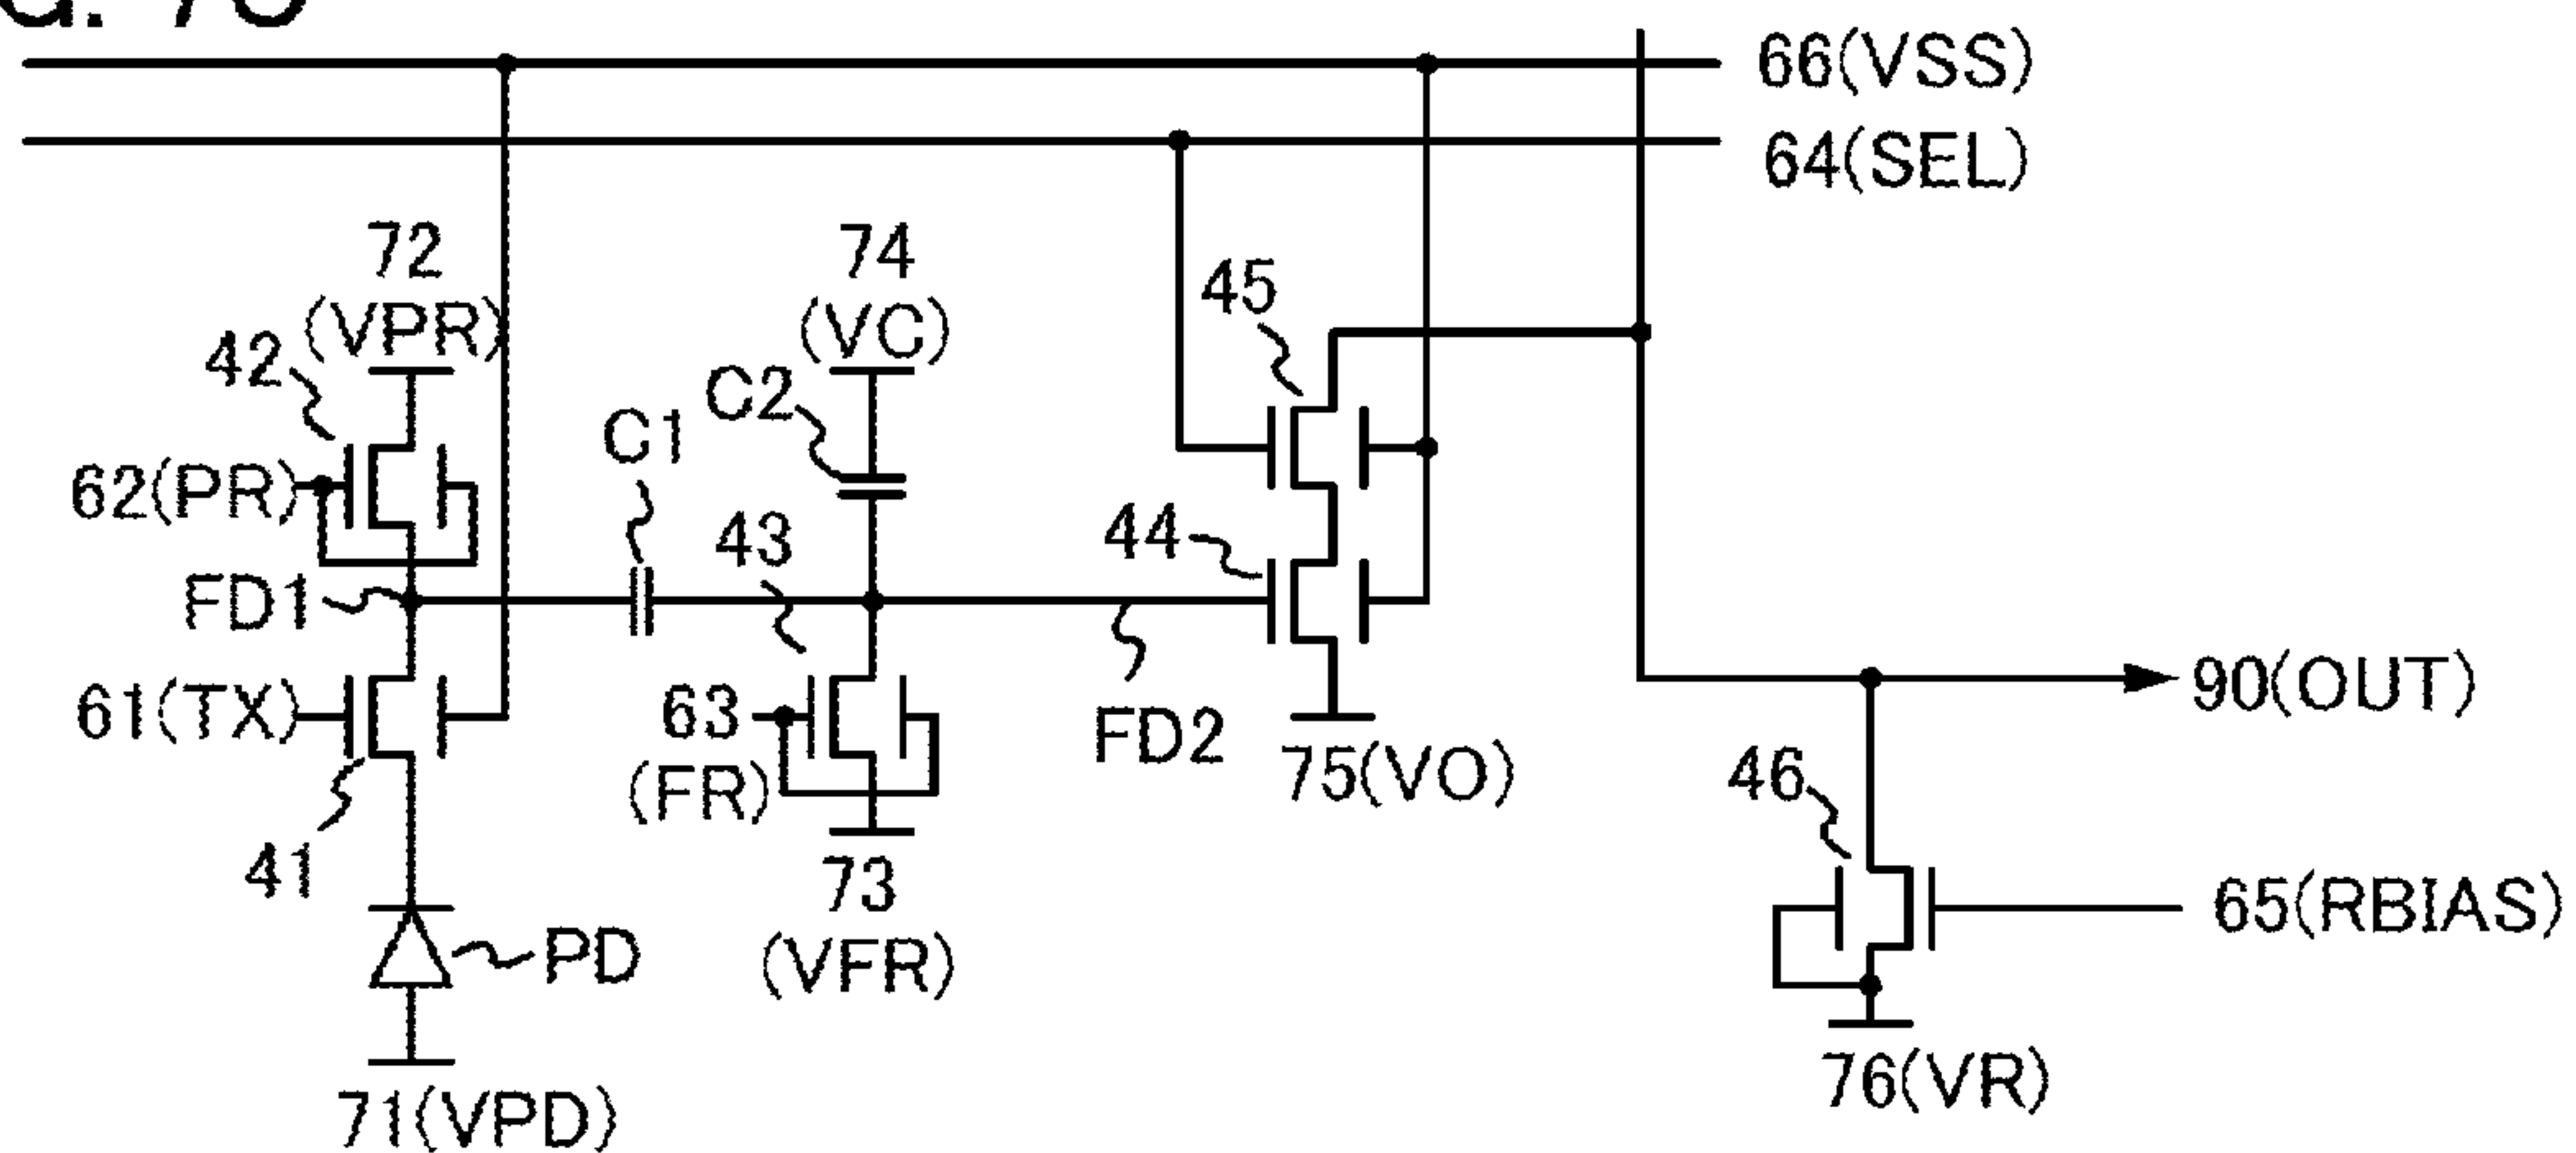 66(VSS)
64(SEL)
72
(VPR)
74
(VC)
45
42
C2
C1
62(PR)
43
44
FD1
61(TX)
63
(FR)
FD2
75(VO)
90(OUT)
46
41
73
(VFR)
65(RBIAS)
PD
76(VR)
71(VPD)